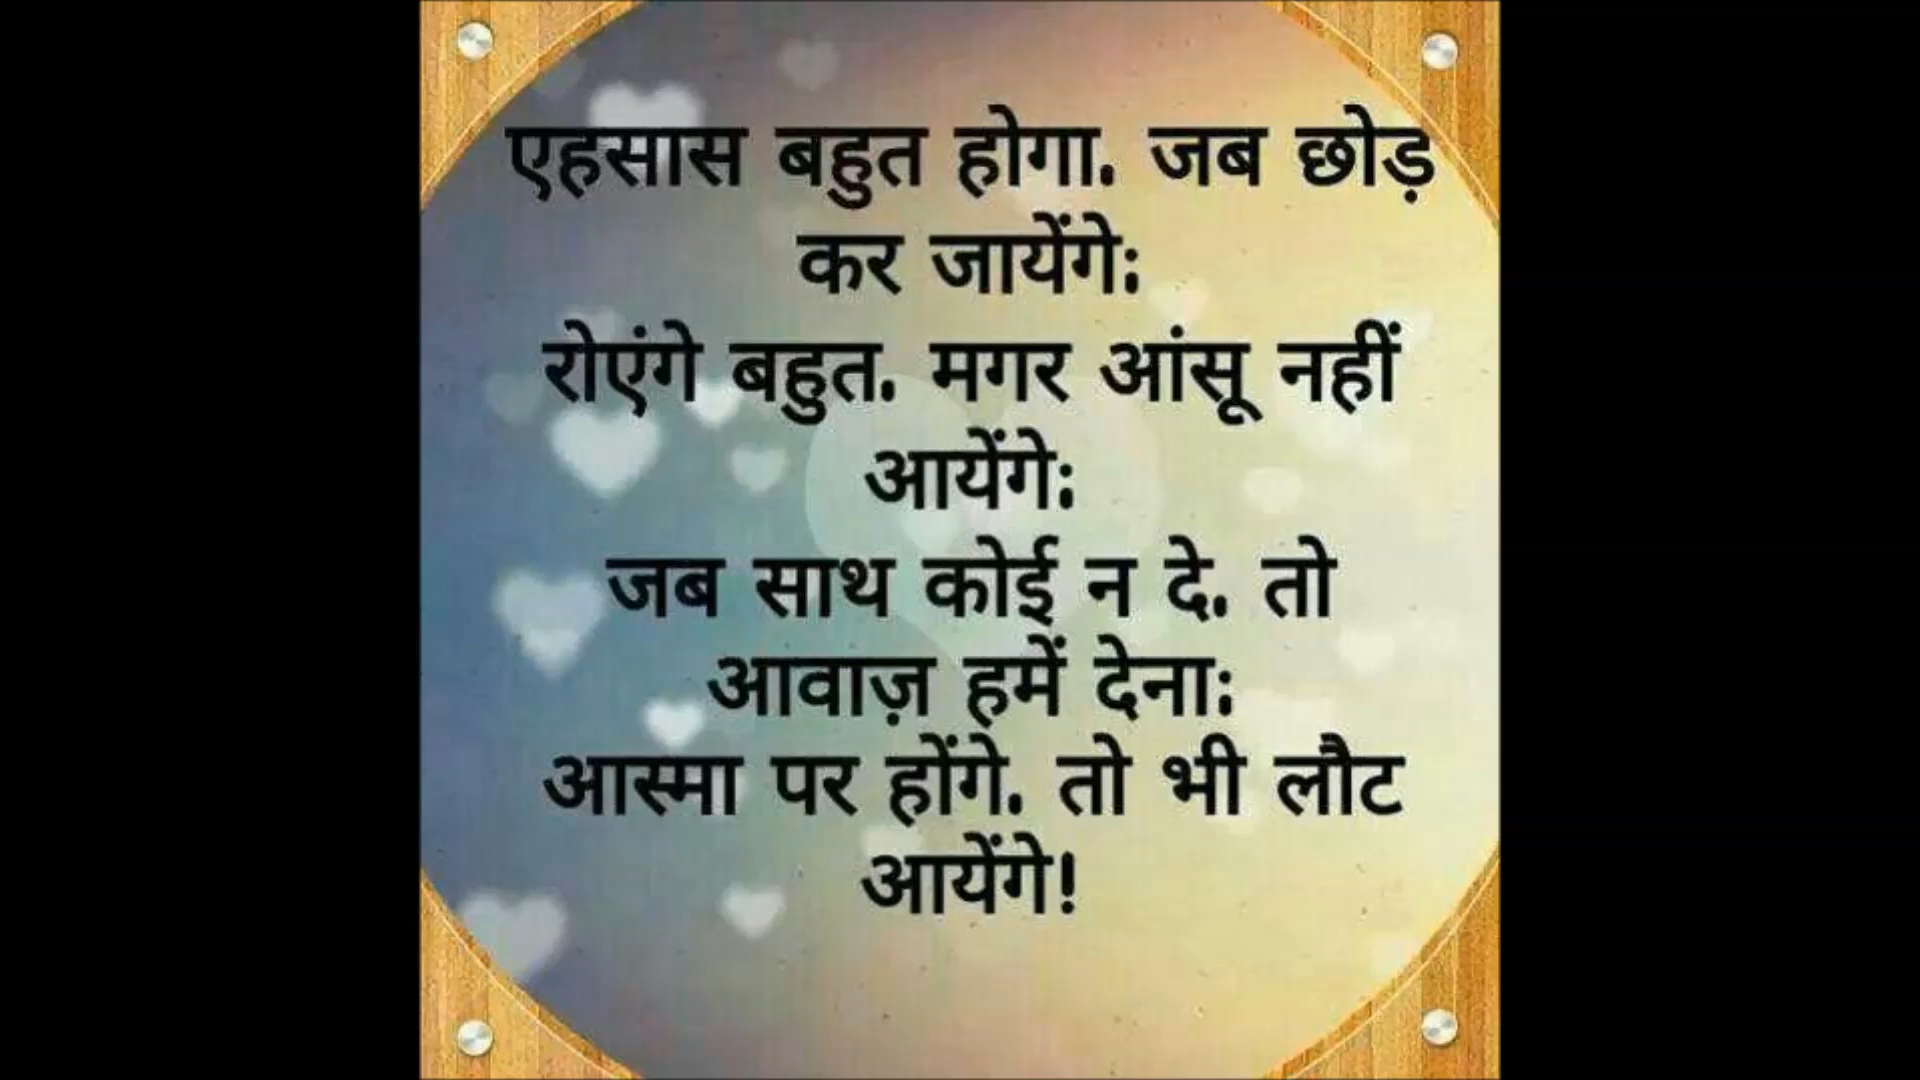 एहसास बहुत होगा. जब छोड़
कर जायेंगे:
रोएंगे बहुत. मगर आंसू नहीं
आयेंगे:
जब साथ कोई न दे. तो
आवाज़ हमें देना:
आस्मा पर होंगे. तो भी लौट
आयेंगे!